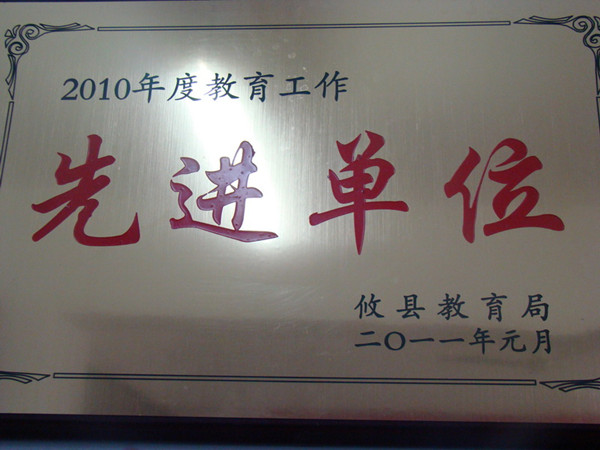 2010年度教育工作
先进单位
攸县教育局
二〇一一年元月